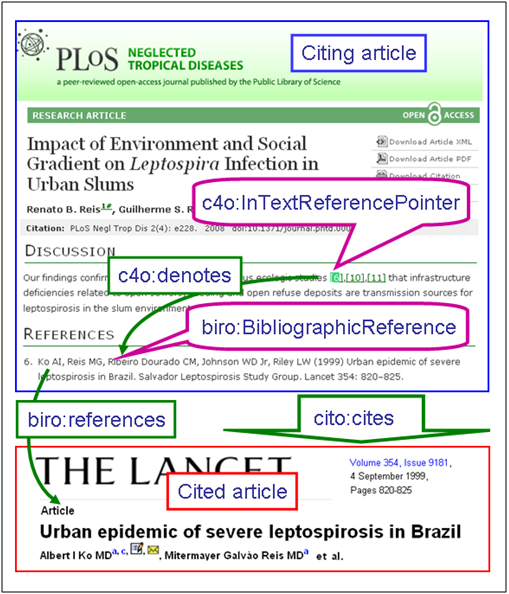 PLoS NEGLECTED TROPICAL DISEASES
a peer-reviewed open-access journal published by the Public Library of Science
Citing article
RESEARCH ARTICLE
OPEN ACCESS
Impact of Environment and Social
Gradient on Leptospira Infection in
Urban Slums
Download Article XML
Download Article PDF
Download Citation
c4o:InTextReferencePointer
Renato B. Reis1#, Guilherme S. R
Citation: PLoS Negl Trop Dis 2(4): e228. 2008 doi:10.1371/journal.pntd.000
DISCUSSION
c4o:denotes
Our findings confirm us ecologic studies [6],[10],[11] that infrastructure
deficiencies related to open and open refuse deposits are transmission sources for
leptospirosis in the slum environment
biro:BibliographicReference
REFERENCES
6. Ko AI, Reis MG, Ribeiro Dourado CM, Johnson WD Jr, Riley LW (1999) Urban epidemic of severe
leptospirosis in Brazil. Salvador Leptospirosis Study Group. Lancet 354: 820–825.
biro:references
cito:cites
THE LANCET
Cited article
Volume 354, Issue 9181,
4 September 1999,
Pages 820-825
Article
Urban epidemic of severe leptospirosis in Brazil
Albert I Ko MDa, c, Mitermayer Galvão Reis MDa et al.